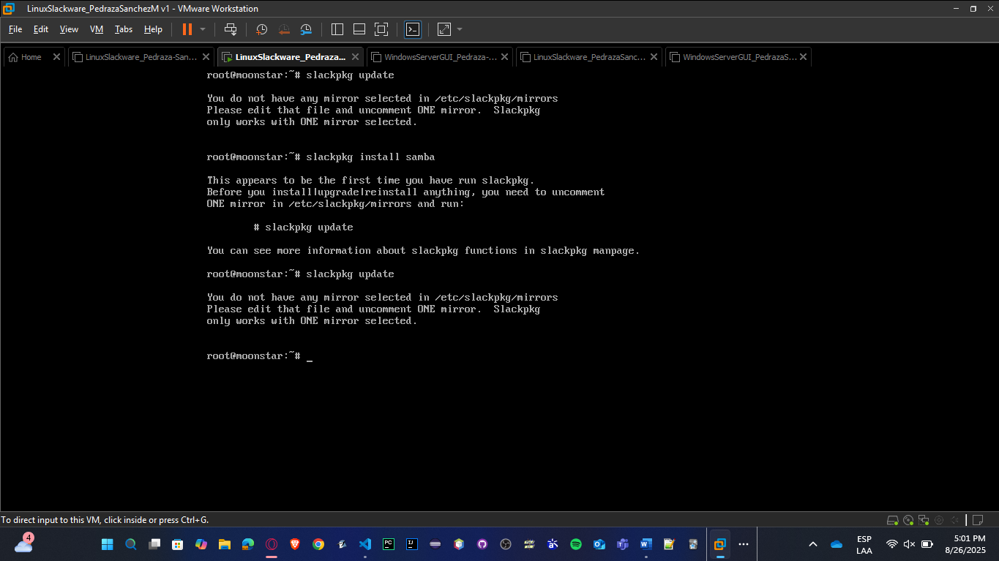 LinuxSlackware_PedrazaSanchezM v1 - VMware Workstation
File Edit View VM Tabs Help
Home LinuxSlackware_Pedraza-San... LinuxSlackware_Pedraza... WindowsServerGUI_Pedraza-... LinuxSlackware_PedrazaSanc... WindowsServerGUI_PedrazaS...
root@moonstar:~# slackpkg update
You do not have any mirror selected in /etc/slackpkg/mirrors
Please edit that file and uncomment ONE mirror.  Slackpkg
only works with ONE mirror selected.
root@moonstar:~# slackpkg install samba
This appears to be the first time you have run slackpkg.
Before you install|upgrade|reinstall anything, you need to uncomment
ONE mirror in /etc/slackpkg/mirrors and run:
# slackpkg update
You can see more information about slackpkg functions in slackpkg manpage.
root@moonstar:~# slackpkg update
You do not have any mirror selected in /etc/slackpkg/mirrors
Please edit that file and uncomment ONE mirror.  Slackpkg
only works with ONE mirror selected.
root@moonstar:~# _
To direct input to this VM, click inside or press Ctrl+G.
4
PC
IJ
ESP
LAA
5:01 PM
8/26/2025